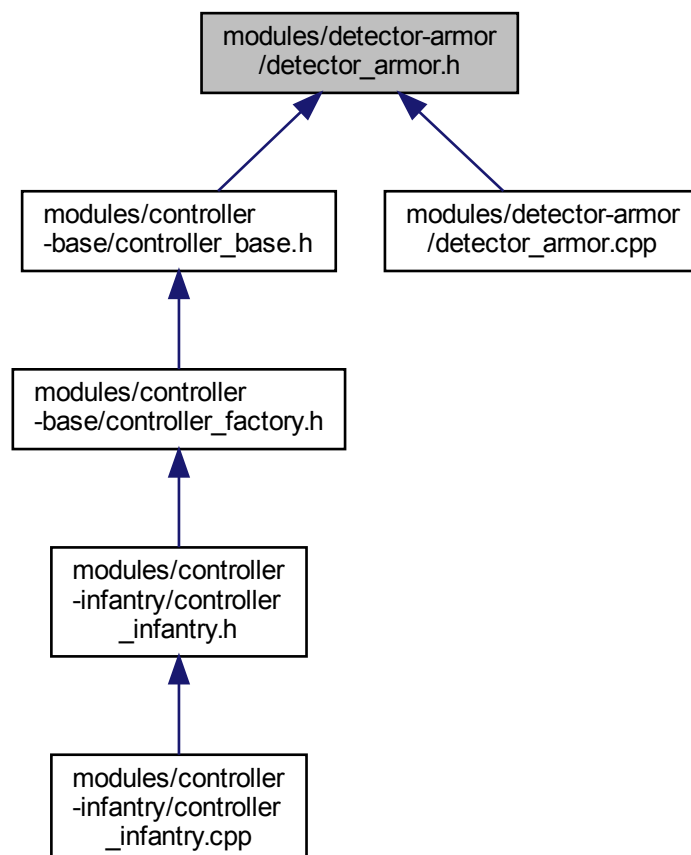 modules/detector-armor
/detector_armor.h
modules/controller
-base/controller_base.h
modules/detector-armor
/detector_armor.cpp
modules/controller
-base/controller_factory.h
modules/controller
-infantry/controller
_infantry.h
modules/controller
-infantry/controller
_infantry.cpp